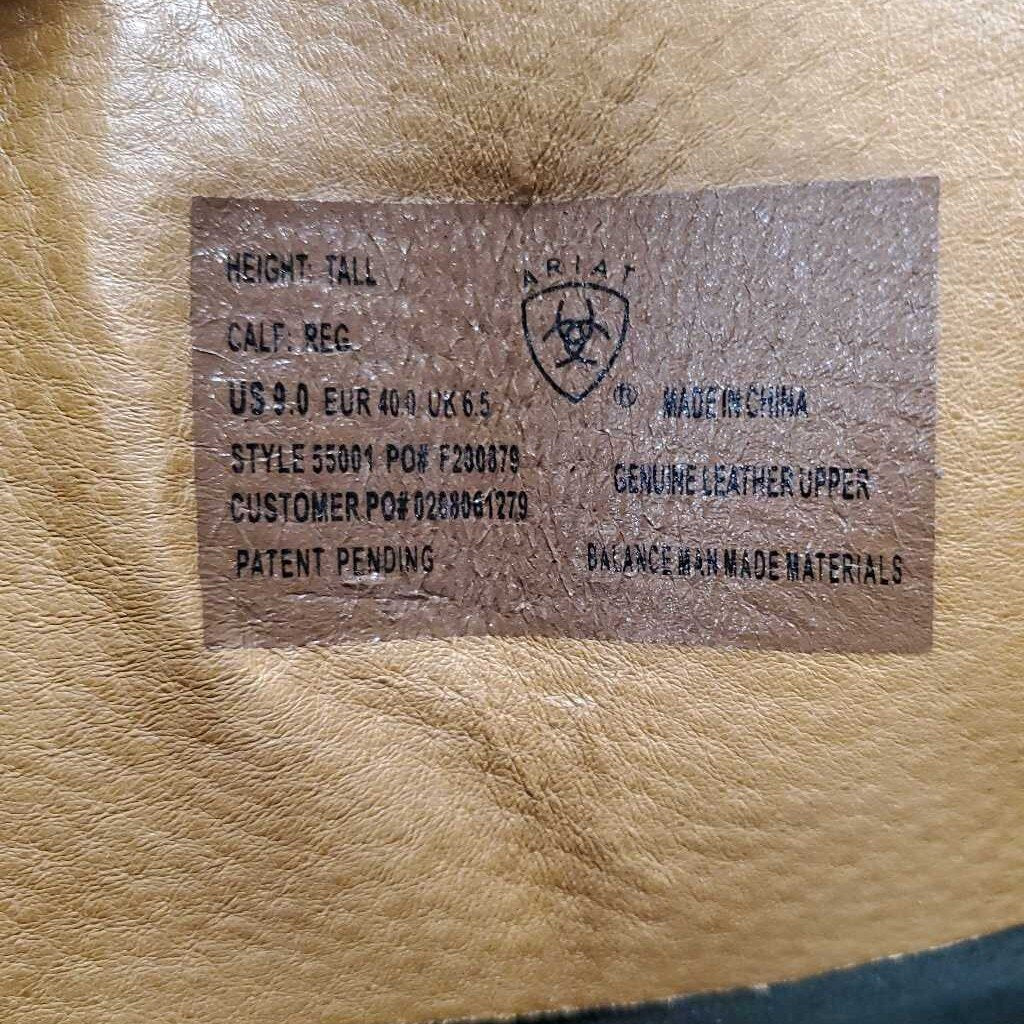 HEIGHT: TALL
ARIAT
CALF: REG
US 9.0 EUR 40.0 UK 6.5
®
MADE IN CHINA
STYLE 55001 PO# F280879
GENUINE LEATHER UPPER
CUSTOMER PO# 0288061279
PATENT PENDING
BALANCE MAN MADE MATERIALS